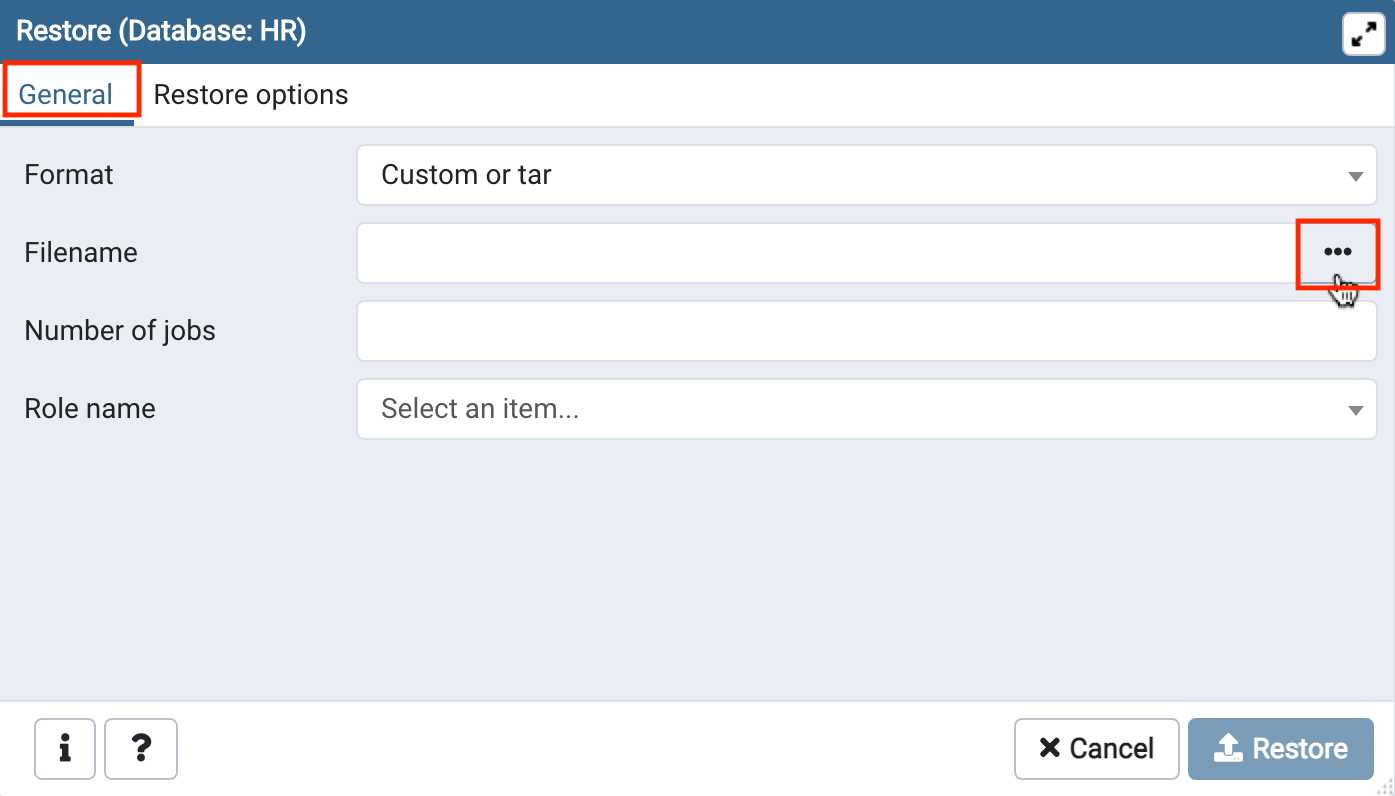 Restore (Database: HR)
General Restore options
Format Custom or tar
Filename •••
Number of jobs
Role name Select an item...
i ? Cancel Restore